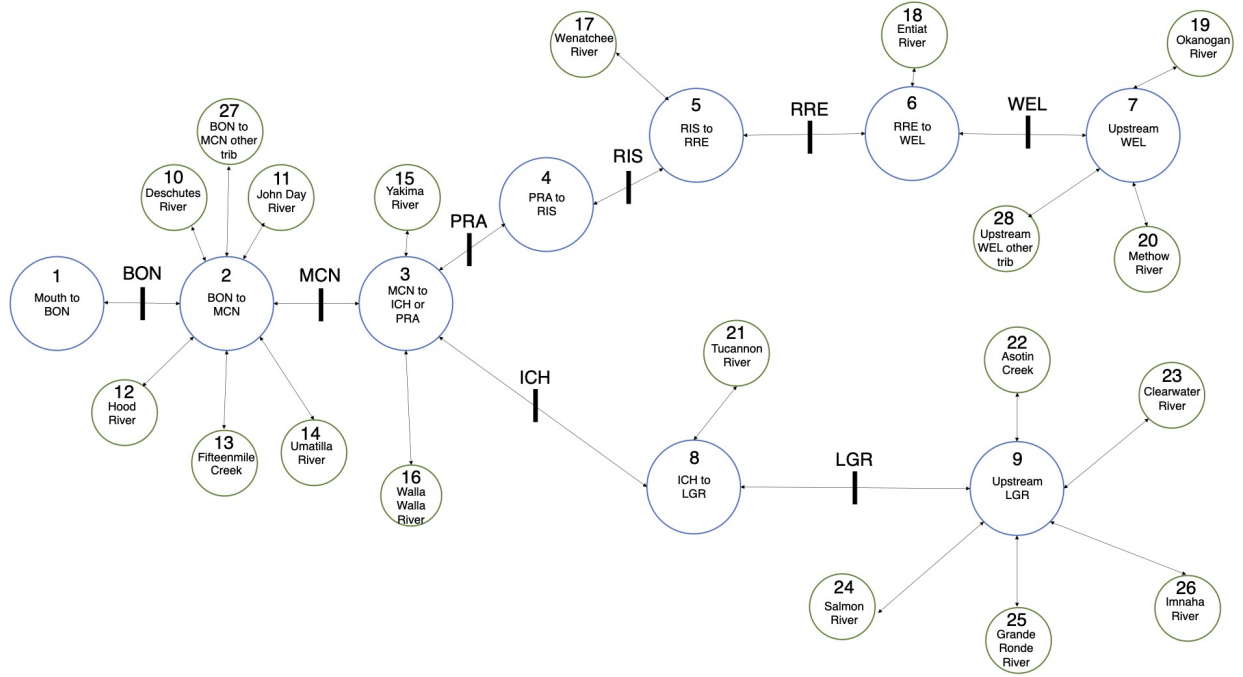 17
Wenatchee
River
18
Entiat
River
19
Okanogan
River
27
BON to
MCN other
trib
5
RIS to
RRE
RRE
6
RRE to
WEL
WEL
7
Upstream
WEL
10
Deschutes
River
11
John Day
River
15
Yakima
River
4
PRA to
RIS
RIS
PRA
28
Upstream
WEL other
trib
20
Methow
River
1
Mouth to
BON
BON
2
BON to
MCN
MCN
3
MCN to
ICH or
PRA
12
Hood
River
13
Fifteenmile
Creek
14
Umatilla
River
16
Walla
Walla
River
ICH
21
Tucannon
River
22
Asotin
Creek
23
Clearwater
River
8
ICH to
LGR
LGR
9
Upstream
LGR
24
Salmon
River
25
Grande
Ronde
River
26
Imnaha
River